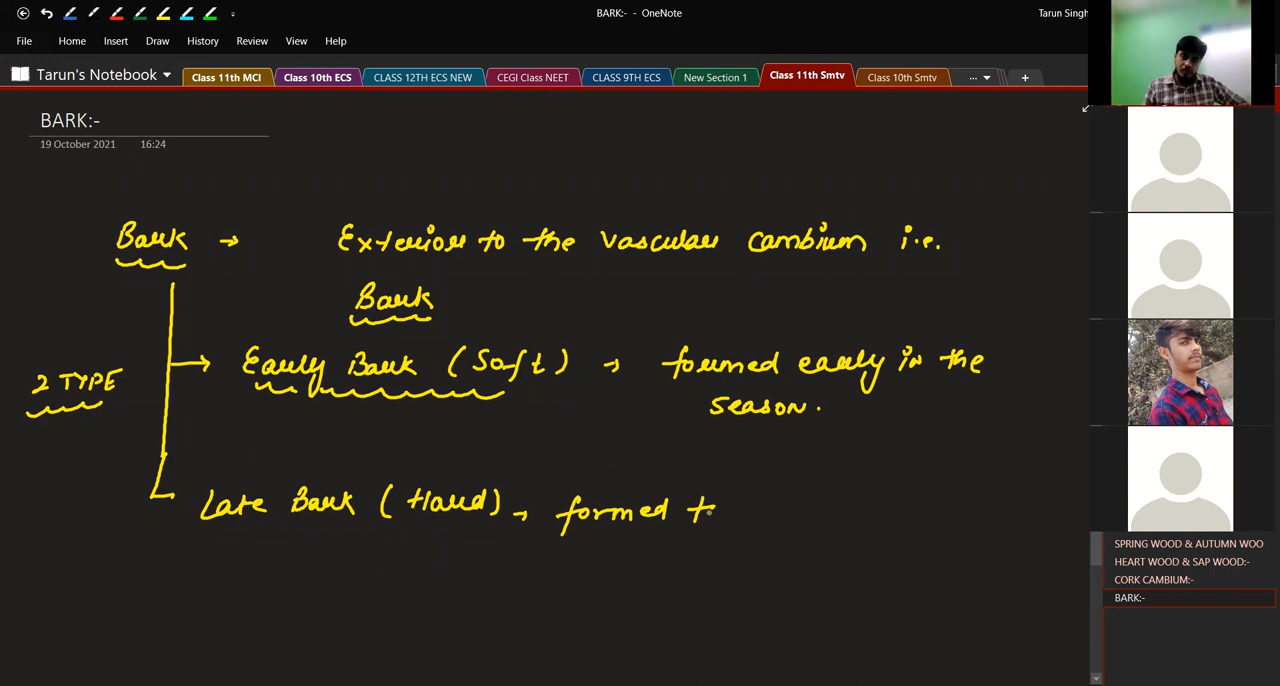 BARK:- - OneNote
Tarun Singh
File Home Insert Draw History Review View Help
Tarun's Notebook
Class 11th MCI
Class 10th ECS
CLASS 12TH ECS NEW
CEGI Class NEET
CLASS 9TH ECS
New Section 1
Class 11th Smtv
Class 10th Smtv
...
+
BARK:-
19 October 2021 16:24
Bark → Exterior to the vascular cambium i.e.
Bark
2 TYPE
Early Bark (Soft) → formed early in the
season.
Late Bark (Hard) → formed t
SPRING WOOD & AUTUMN WOO
HEART WOOD & SAP WOOD:-
CORK CAMBIUM:-
BARK:-